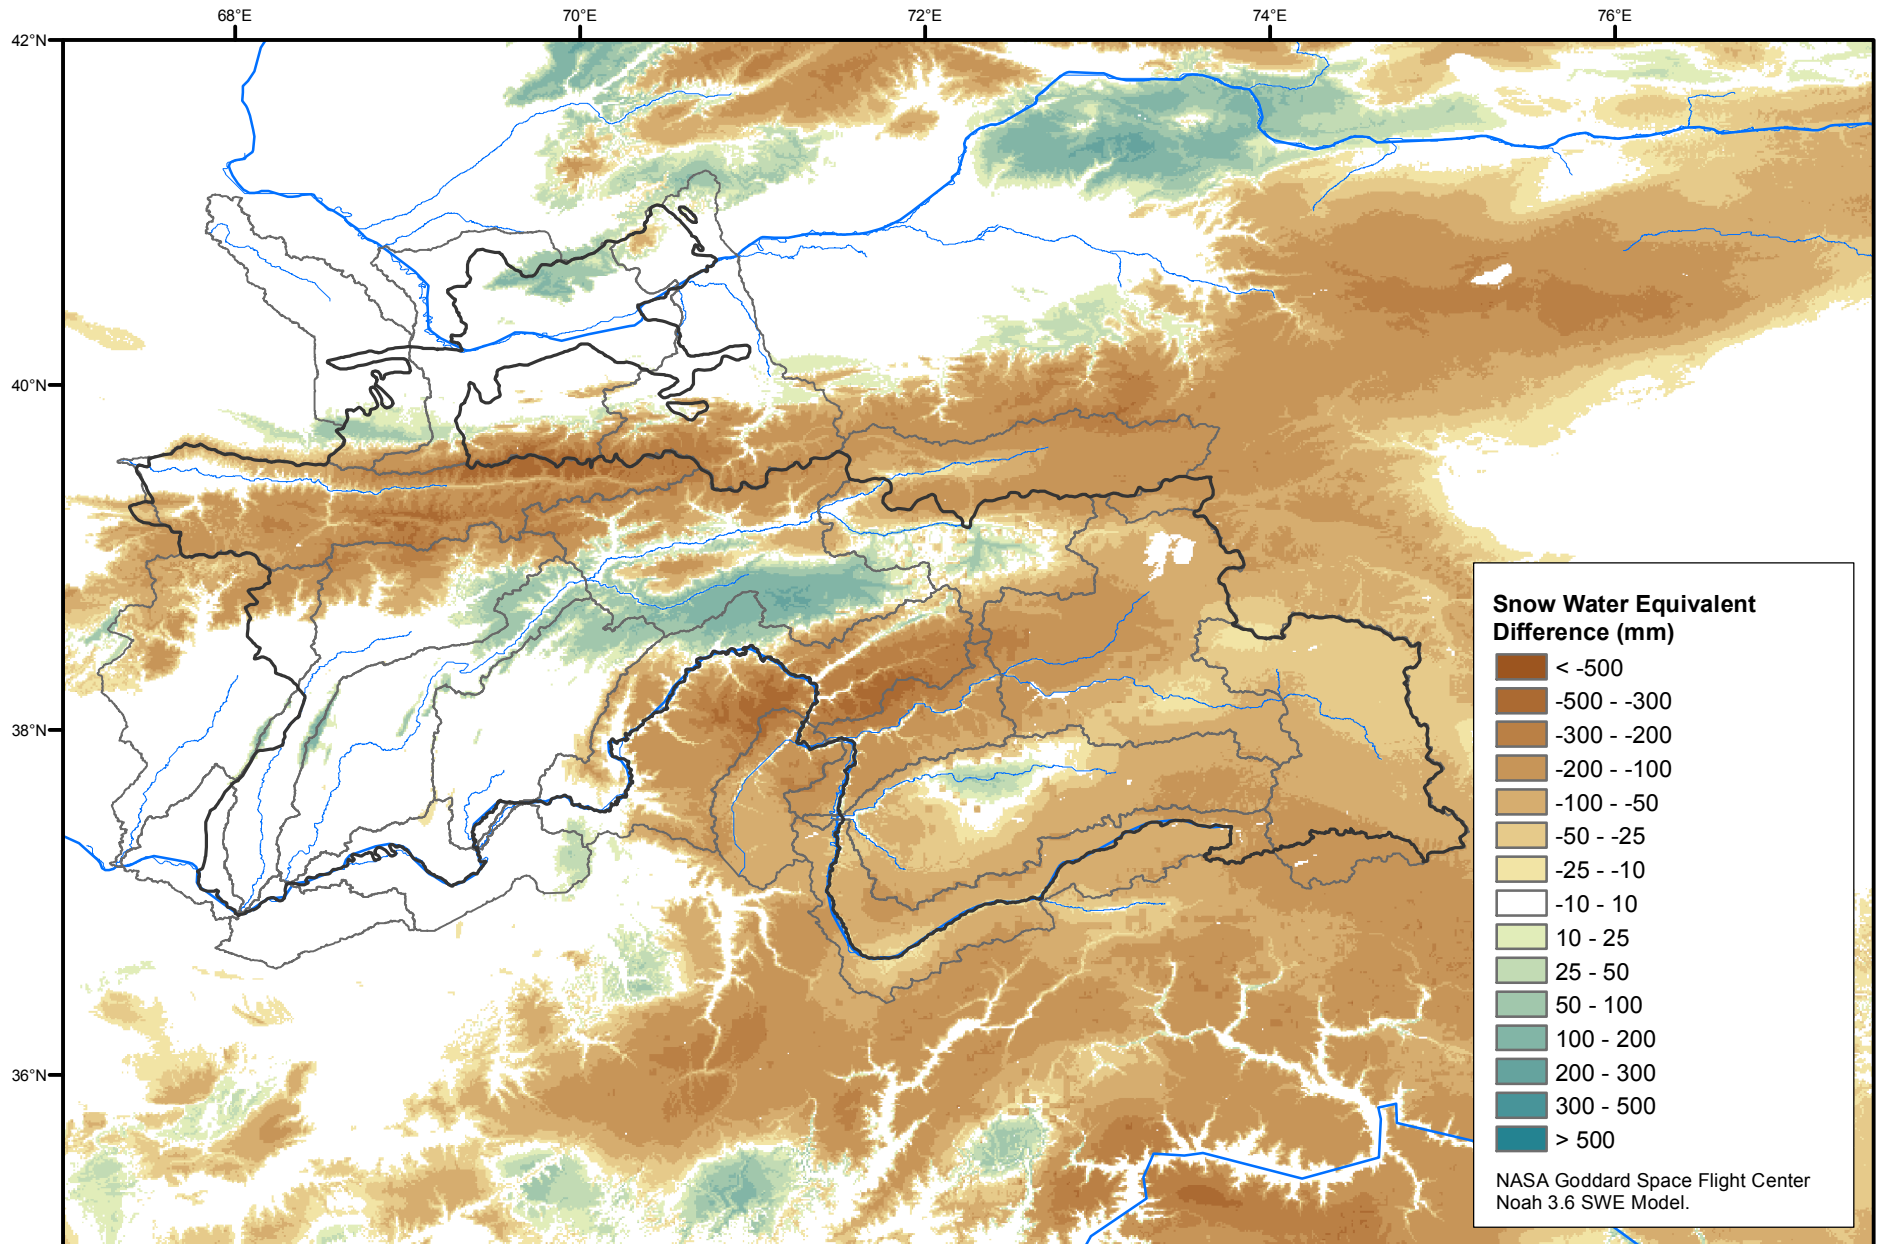 68°E 70°E 72°E 74°E 76°E
42°N
40°N
38°N
36°N
Snow Water Equivalent
Difference (mm)
< -500
-500 - -300
-300 - -200
-200 - -100
-100 - -50
-50 - -25
-25 - -10
-10 - 10
10 - 25
25 - 50
50 - 100
100 - 200
200 - 300
300 - 500
> 500
NASA Goddard Space Flight Center
Noah 3.6 SWE Model.